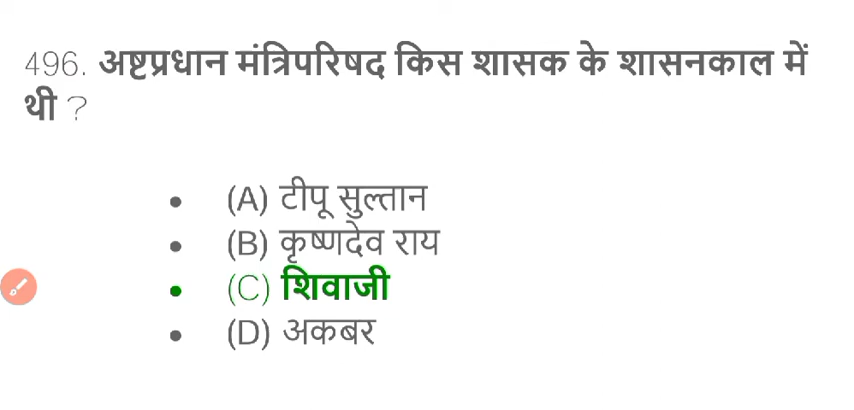 496. अष्टप्रधान मंत्रिपरिषद किस शासक के शासनकाल में
थी ?
• (A) टीपू सुल्तान
• (B) कृष्णदेव राय
• (C) शिवाजी
• (D) अकबर